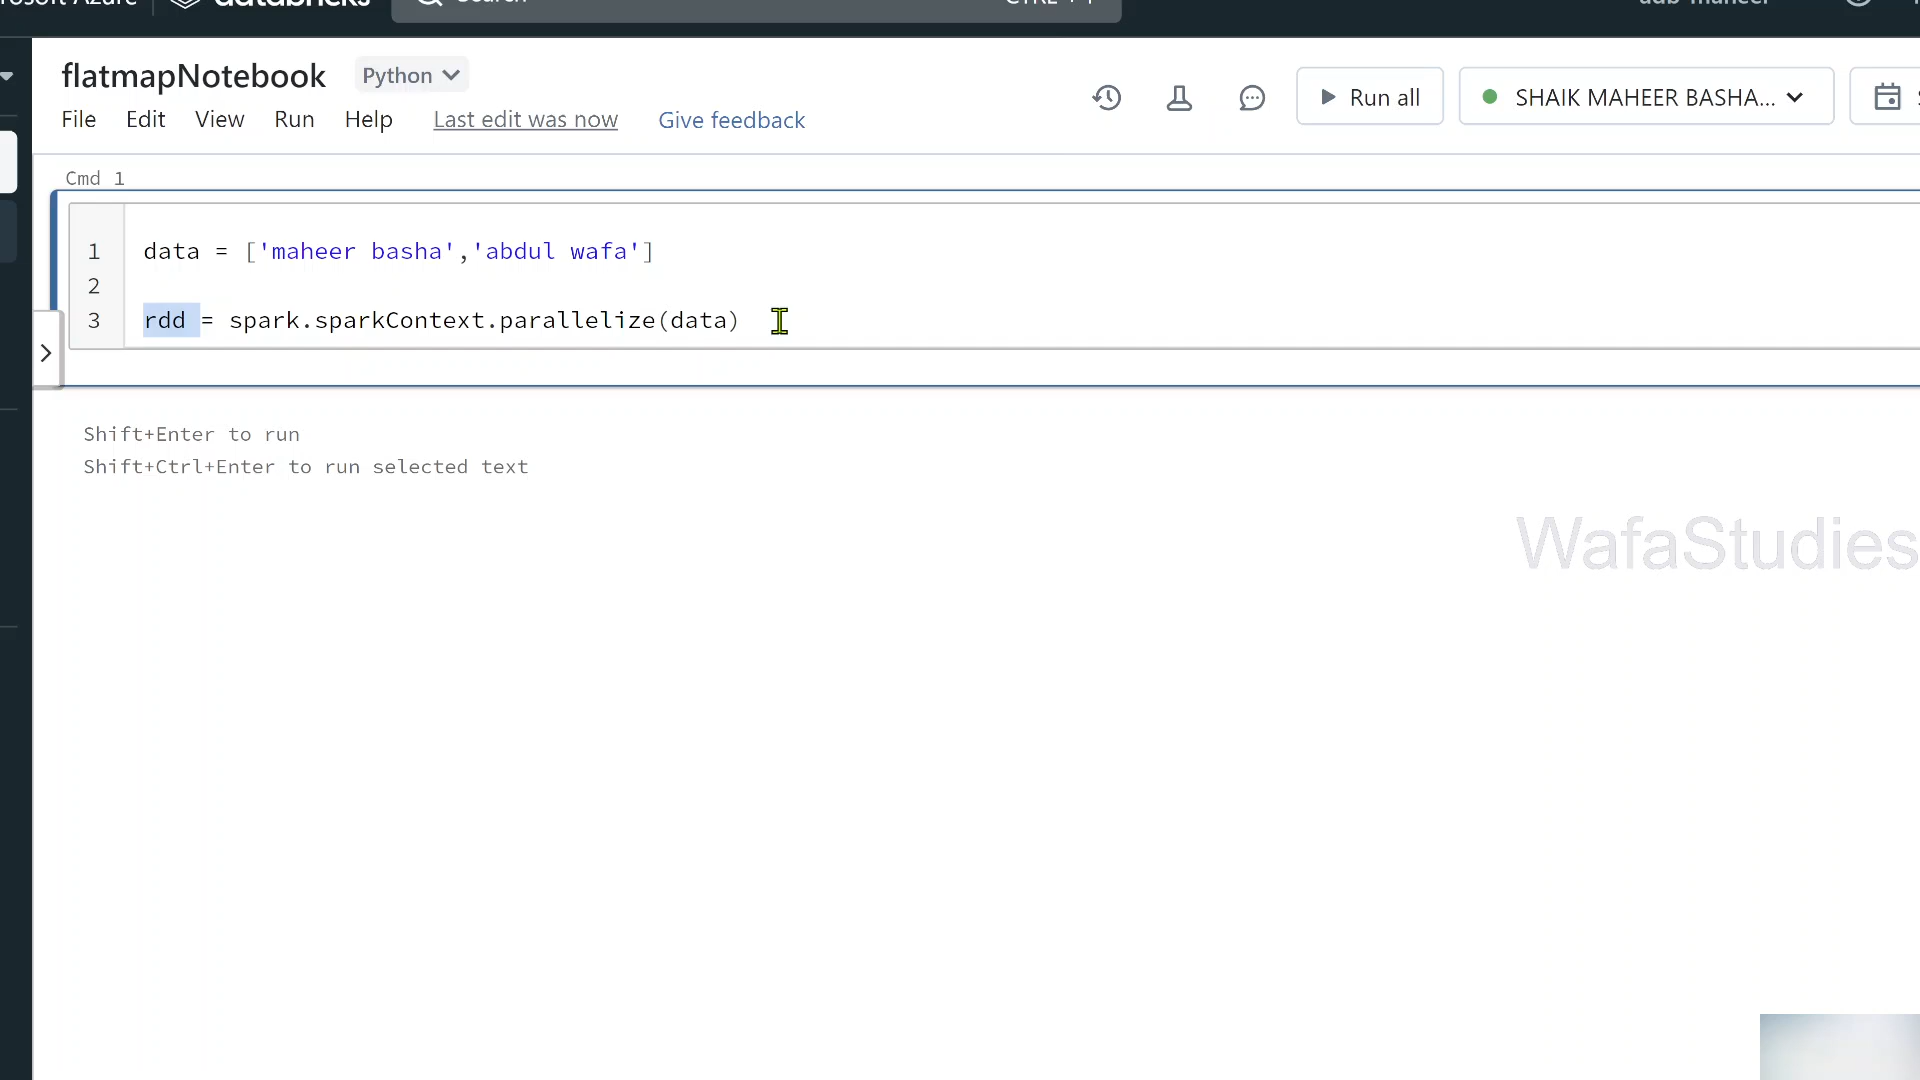 databricks
flatmapNotebook Python
File Edit View Run Help Last edit was now Give feedback
Run all
SHAIK MAHEER BASHA...
Cmd 1
1 data = ['maheer basha','abdul wafa']
2
3 rdd = spark.sparkContext.parallelize(data)
Shift+Enter to run
Shift+Ctrl+Enter to run selected text
WafaStudies